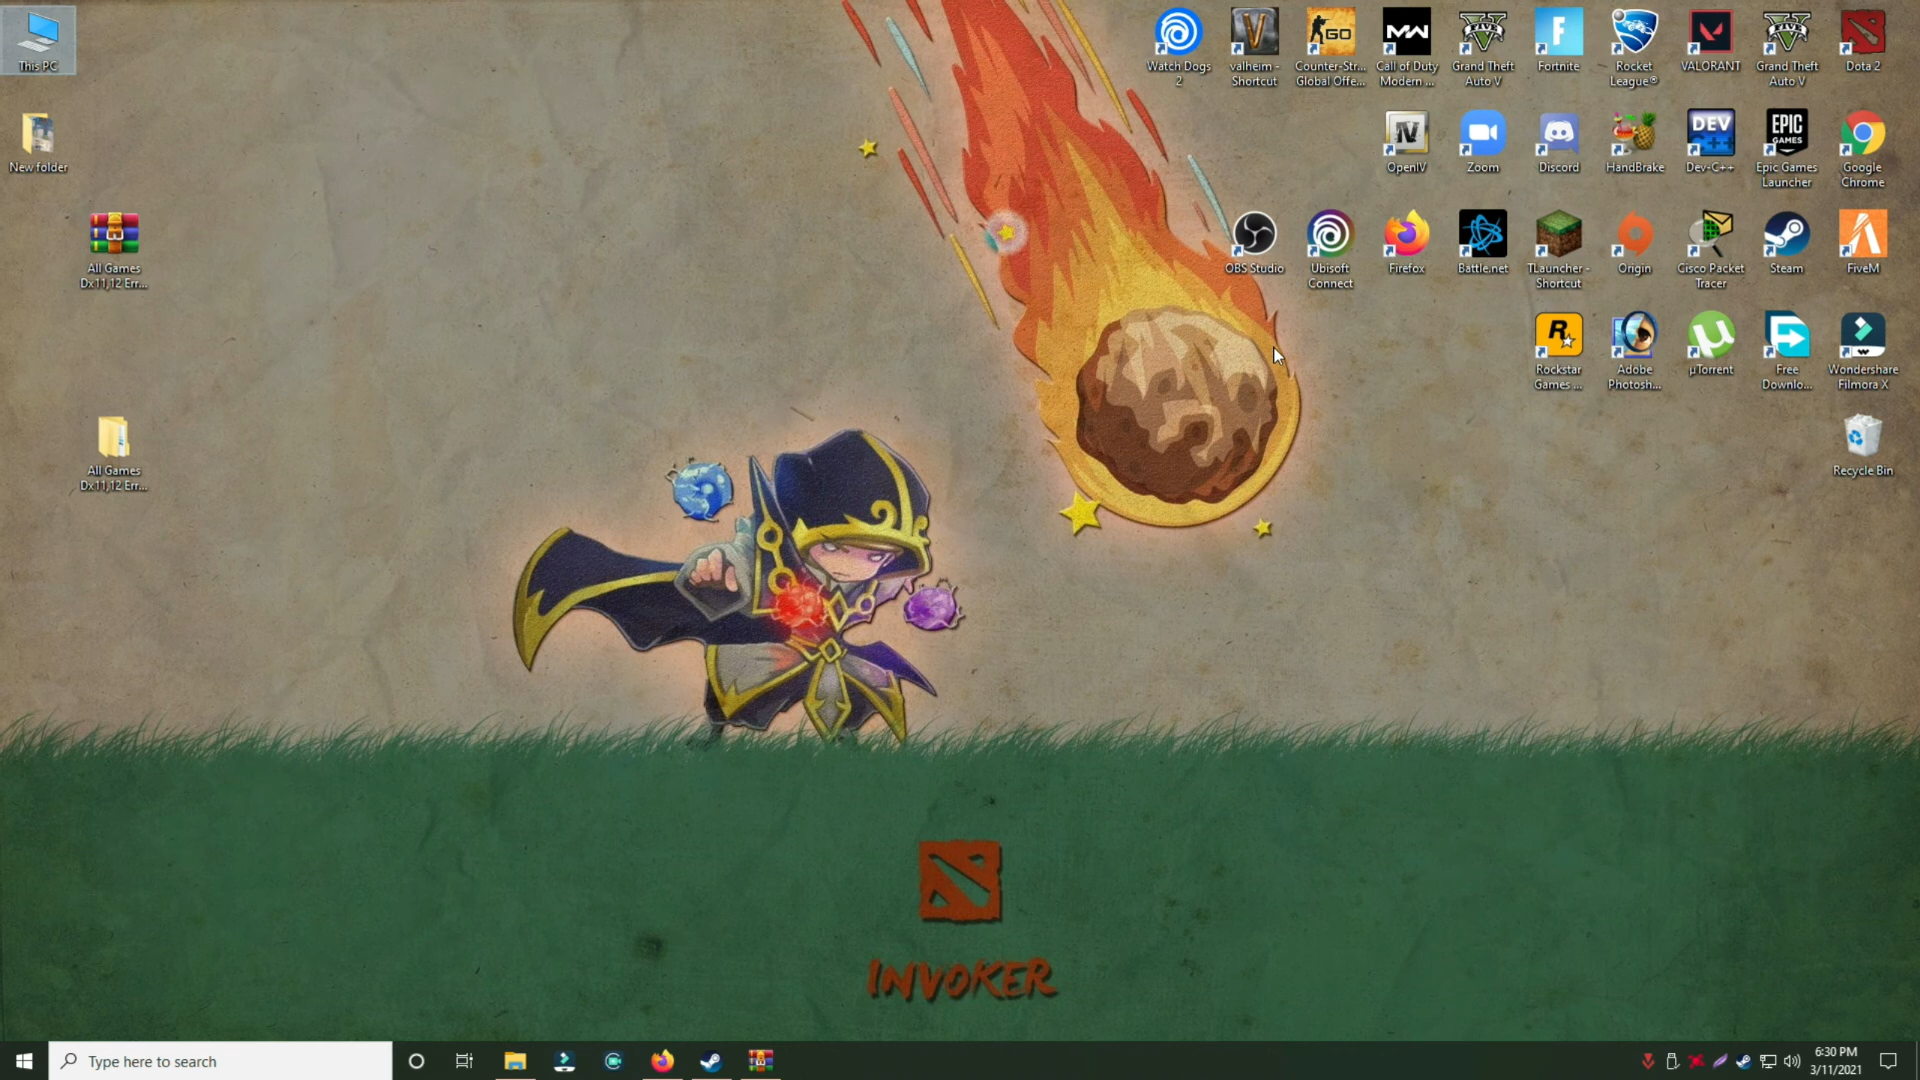 This PC
New folder
All Games
Dx11,12 Err...
All Games
Dx11,12 Err...
Watch Dogs
2
valheim -
Shortcut
Counter-Str...
Global Offe...
Call of Duty
Modern ...
Grand Theft
Auto V
Fortnite
Rocket
League®
VALORANT
Grand Theft
Auto V
Dota 2
OpenIV
Zoom
Discord
HandBrake
Dev-C++
Epic Games
Launcher
Google
Chrome
OBS Studio
Ubisoft
Connect
Firefox
Battle.net
TLauncher -
Shortcut
Origin
Cisco Packet
Tracer
Steam
FiveM
Rockstar
Games ...
Adobe
Photosh...
µTorrent
Free
Downlo...
Wondershare
Filmora X
Recycle Bin
INVOKER
Type here to search
6:30 PM
3/11/2021